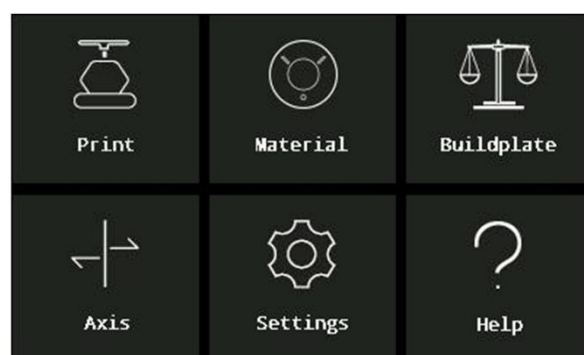 Print
Material
Buildplate
Axis
Settings
Help